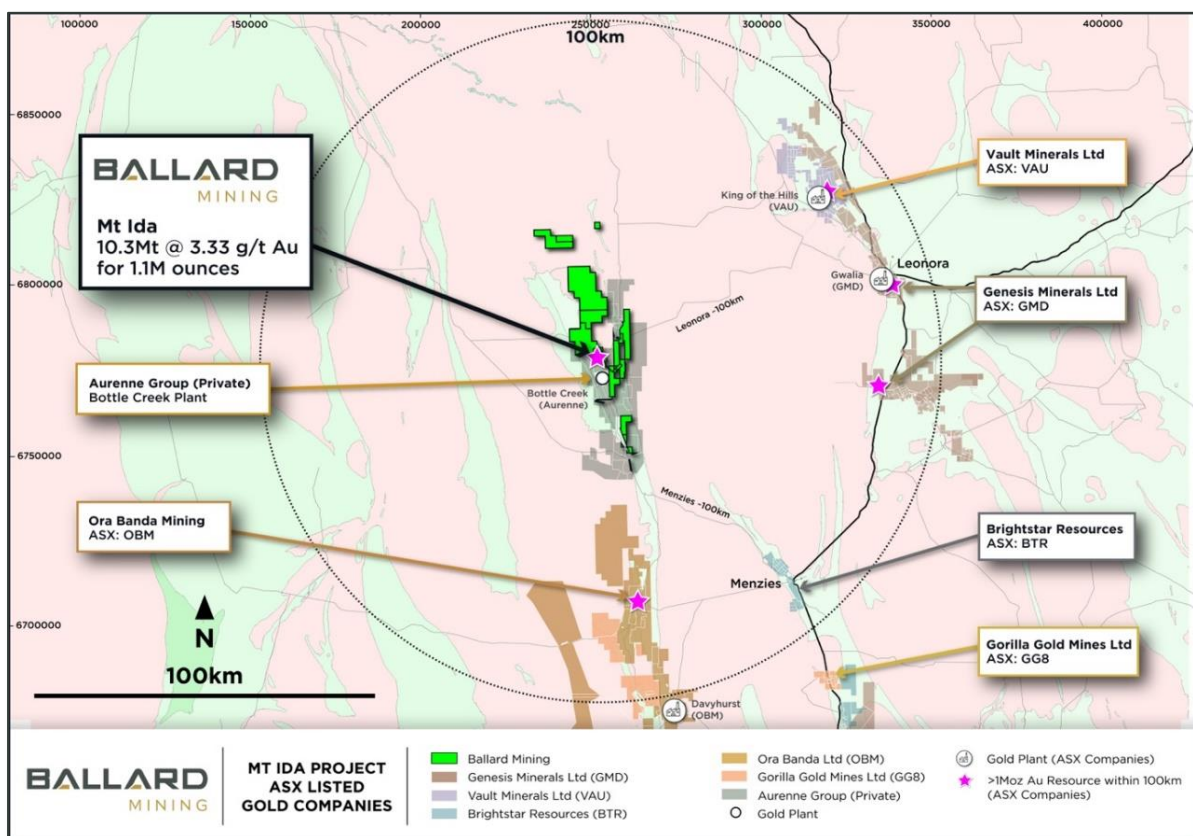 100000
150000
200000
250000
300000
350000
400000
100km
6850000
6800000
6750000
6700000
BALLARD
MINING
Mt Ida
10.3Mt @ 3.33 g/t Au
for 1.1M ounces
Vault Minerals Ltd
ASX: VAU
King of the Hills
(VAU)
Leonora
Gwalia
(GMD)
Genesis Minerals Ltd
ASX: GMD
Leonora ~100km
Aurenne Group (Private)
Bottle Creek Plant
Bottle Creek
(Aurenne)
Menzies ~100km
Ora Banda Mining
ASX: OBM
Brightstar Resources
ASX: BTR
Menzies
N
100km
Gorilla Gold Mines Ltd
ASX: GG8
Davyhurst
(OBM)
BALLARD
MINING
MT IDA PROJECT
ASX LISTED
GOLD COMPANIES
Ballard Mining
Genesis Minerals Ltd (GMD)
Vault Minerals Ltd (VAU)
Brightstar Resources (BTR)
Ora Banda Ltd (OBM)
Gorilla Gold Mines Ltd (GG8)
Aurenne Group (Private)
Gold Plant
Gold Plant (ASX Companies)
>1Moz Au Resource within 100km
(ASX Companies)